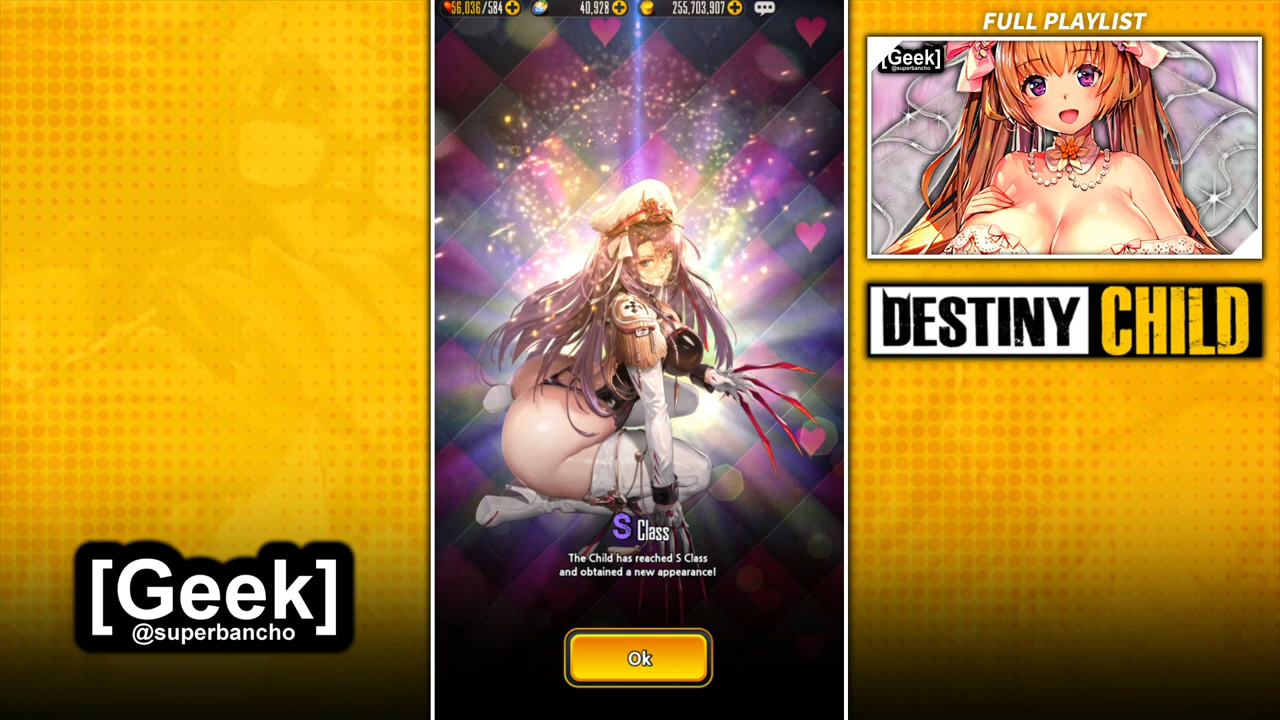 56,036/584
40,928
255,703,907
FULL PLAYLIST
[Geek]
@superbancho
DESTINY CHILD
S Class
The Child has reached S Class
and obtained a new appearance!
[Geek]
@superbancho
Ok